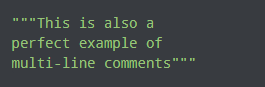 """This is also a
perfect example of
multi-line comments"""